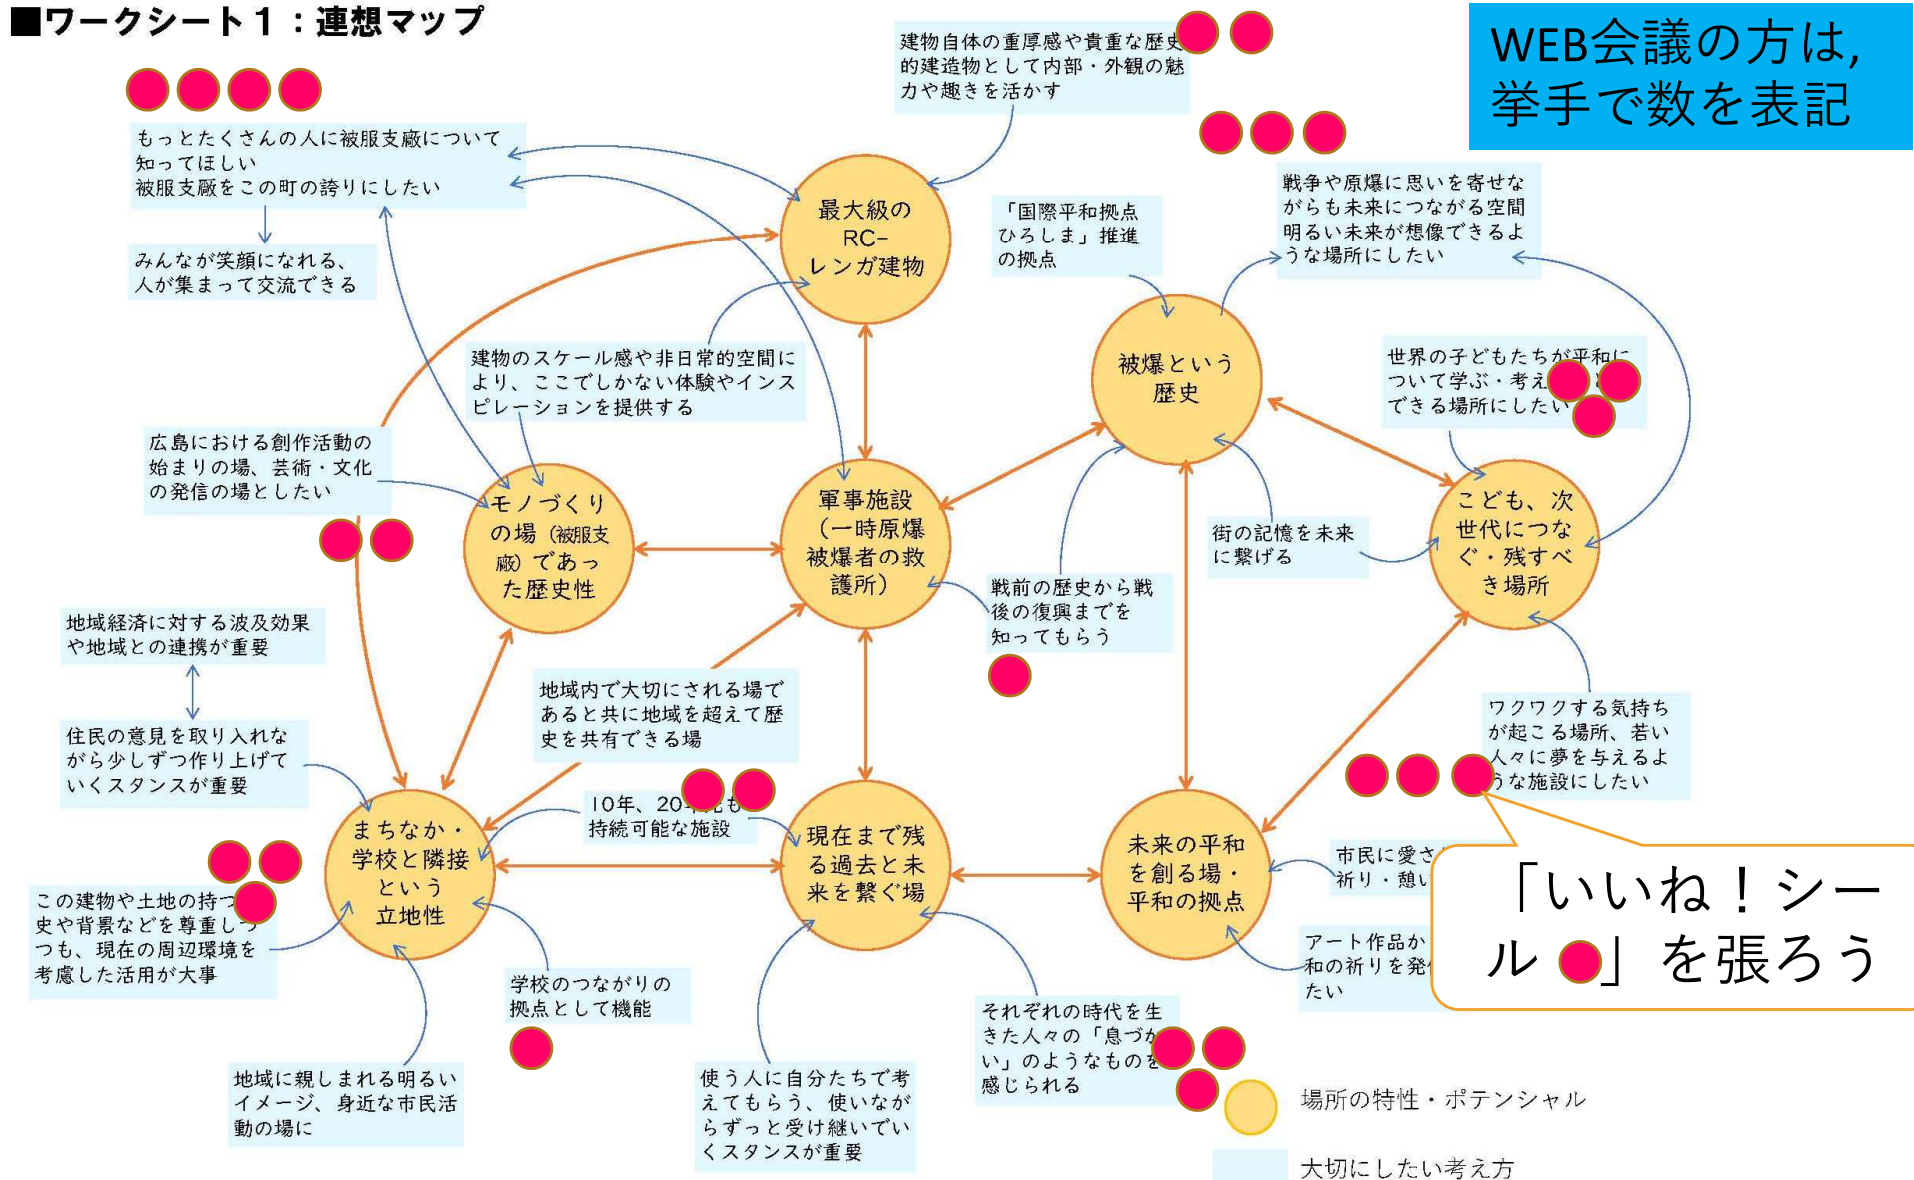 ■ワークシート1：連想マップ
WEB会議の方は,
挙手で数を表記
建物自体の重厚感や貴重な歴史
的建造物として内部・外観の魅
力や趣きを活かす
もっとたくさんの人に被服支廠について
知ってほしい
被服支廠をこの町の誇りにしたい
みんなが笑顔になれる、
人が集まって交流できる
最大級の
RC-
レンガ建物
「国際平和拠点
ひろしま」推進
の拠点
戦争や原爆に思いを寄せな
がらも未来につながる空間
明るい未来が想像できるよ
うな場所にしたい
建物のスケール感や非日常的空間に
より、ここでしかない体験やインス
ピレーションを提供する
被爆という
歴史
世界の子どもたちが平和に
ついて学ぶ・考え
できる場所にしたい
広島における創作活動の
始まりの場、芸術・文化
の発信の場としたい
モノづくり
の場（被服支
廠）であっ
た歴史性
軍事施設
（一時原爆
被爆者の救
護所）
街の記憶を未来
に繋げる
こども、次
世代につな
ぐ・残すべ
き場所
戦前の歴史から戦
後の復興までを
知ってもらう
地域経済に対する波及効果
や地域との連携が重要
地域内で大切にされる場で
あると共に地域を超えて歴
史を共有できる場
住民の意見を取り入れな
がら少しずつ作り上げて
いくスタンスが重要
ワクワクする気持ち
が起こる場所、若い
人々に夢を与えるよ
うな施設にしたい
10年、20年先も
持続可能な施設
まちなか・
学校と隣接
という
立地性
現在まで残
る過去と未
来を繋ぐ場
未来の平和
を創る場・
平和の拠点
市民に愛さ
祈り・憩い
「いいね！シー
ル 」を張ろう
この建物や土地の持つ
史や背景などを尊重しつ
つも、現在の周辺環境を
考慮した活用が大事
アート作品か
和の祈りを発
たい
学校のつながりの
拠点として機能
それぞれの時代を生
きた人々の「息づか
い」のようなものを
感じられる
地域に親しまれる明るい
イメージ、身近な市民活
動の場に
使う人に自分たちで考
えてもらう、使いなが
らずっと受け継いでい
くスタンスが重要
場所の特性・ポテンシャル
大切にしたい考え方